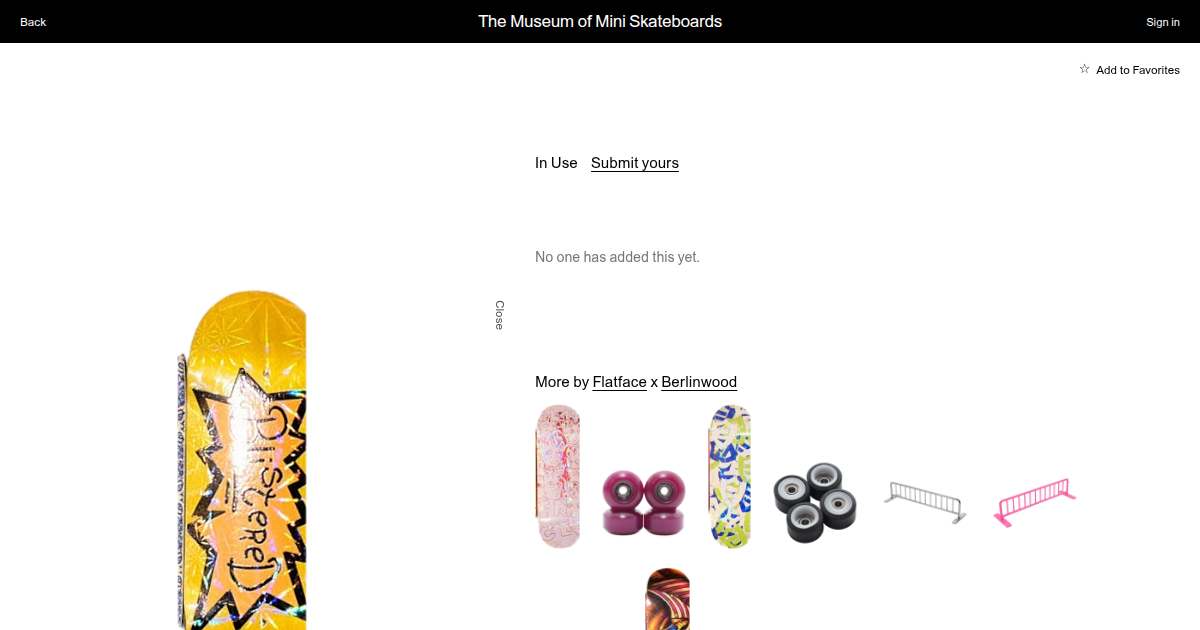 Back
The Museum of Mini Skateboards
Sign in
☆ Add to Favorites
In Use Submit yours
No one has added this yet.
Close
BLiSTeReD
More by Flatface x Berlinwood